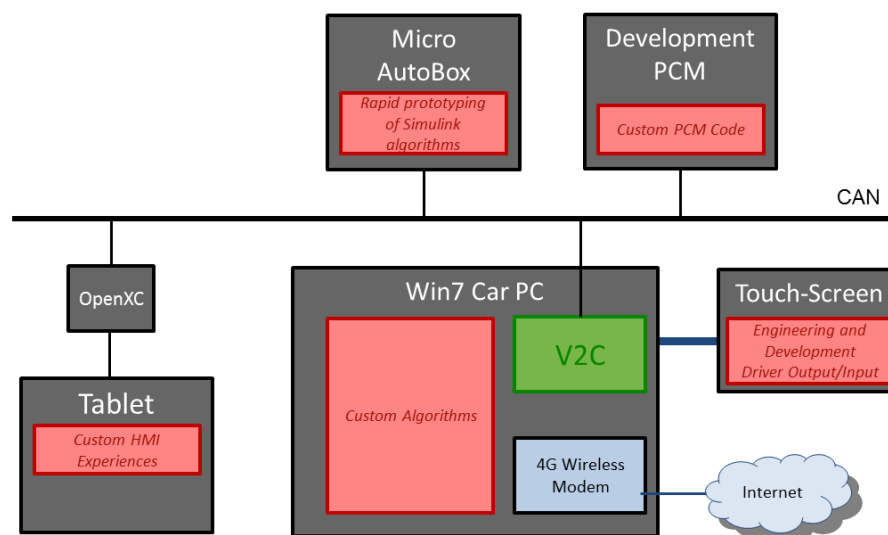 Micro
AutoBox
Rapid prototyping
of Simulink
algorithms
Development
PCM
Custom PCM Code
CAN
OpenXC
Tablet
Custom HMI
Experiences
Win7 Car PC
Custom Algorithms
V2C
4G Wireless
Modem
Touch-Screen
Engineering and
Development
Driver Output/Input
Internet